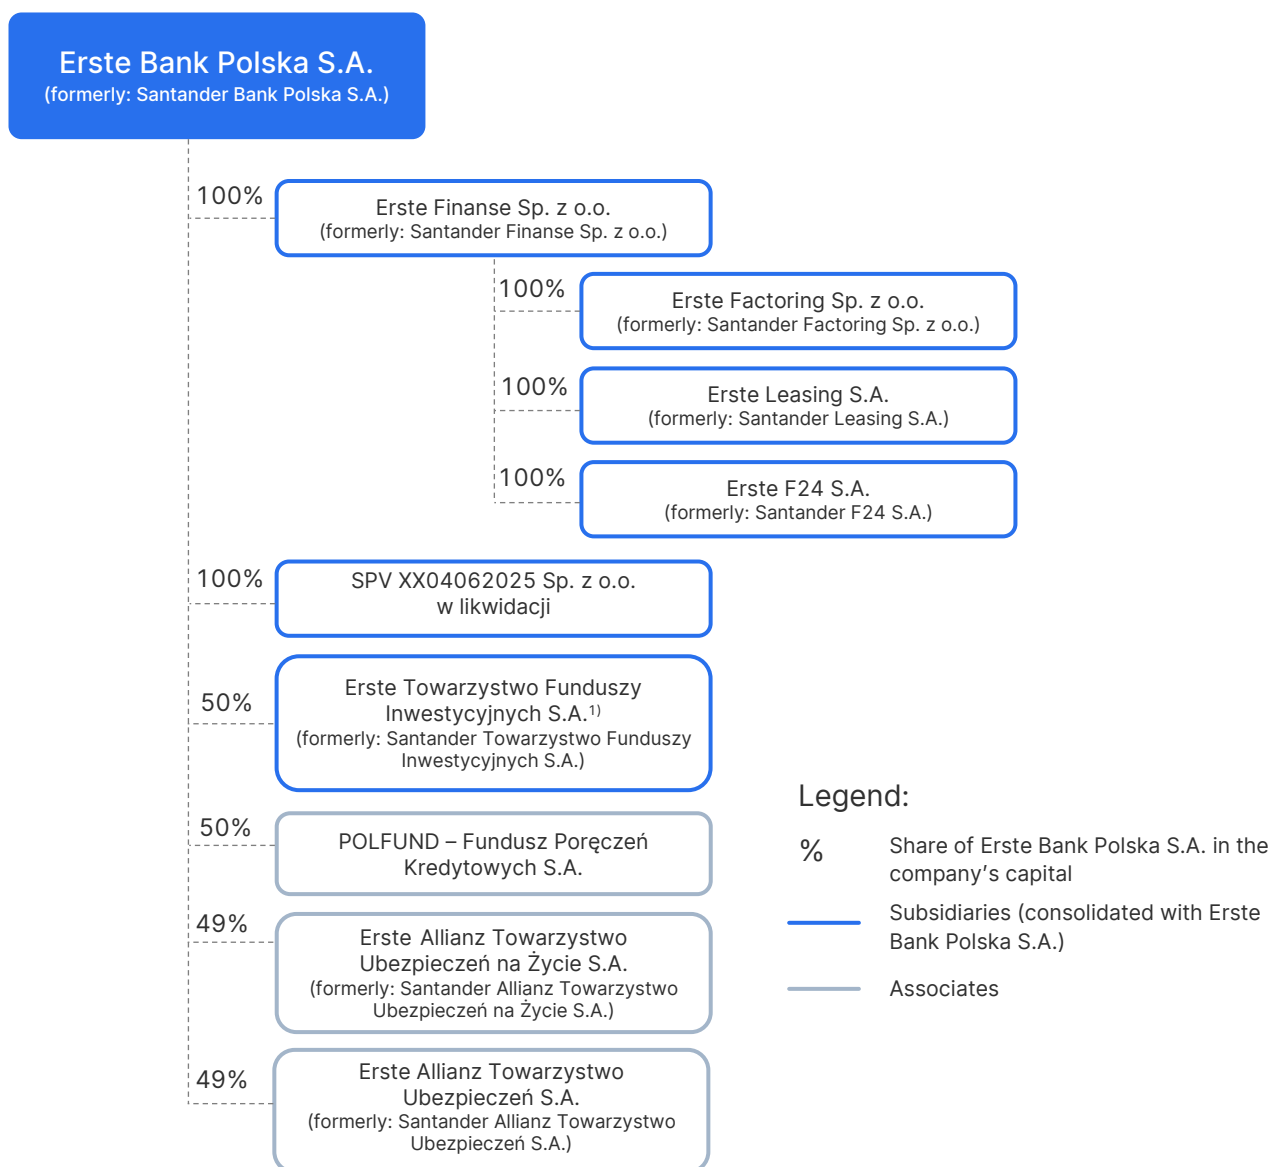 Erste Bank Polska S.A.
(formerly: Santander Bank Polska S.A.)
100%
Erste Finanse Sp. z o.o.
(formerly: Santander Finanse Sp. z o.o.)
100%
Erste Factoring Sp. z o.o.
(formerly: Santander Factoring Sp. z o.o.)
100%
Erste Leasing S.A.
(formerly: Santander Leasing S.A.)
100%
Erste F24 S.A.
(formerly: Santander F24 S.A.)
100%
SPV XX04062025 Sp. z o.o.
w likwidacji
50%
Erste Towarzystwo Funduszy
Inwestycyjnych S.A.¹⁾
(formerly: Santander Towarzystwo Funduszy
Inwestycyjnych S.A.)
50%
POLFUND – Fundusz Poręczeń
Kredytowych S.A.
49%
Erste Allianz Towarzystwo
Ubezpieczeń na Życie S.A.
(formerly: Santander Allianz Towarzystwo
Ubezpieczeń na Życie S.A.)
49%
Erste Allianz Towarzystwo
Ubezpieczeń S.A.
(formerly: Santander Allianz Towarzystwo
Ubezpieczeń S.A.)
Legend:
%
Share of Erste Bank Polska S.A. in the
company’s capital
Subsidiaries (consolidated with Erste
Bank Polska S.A.)
Associates